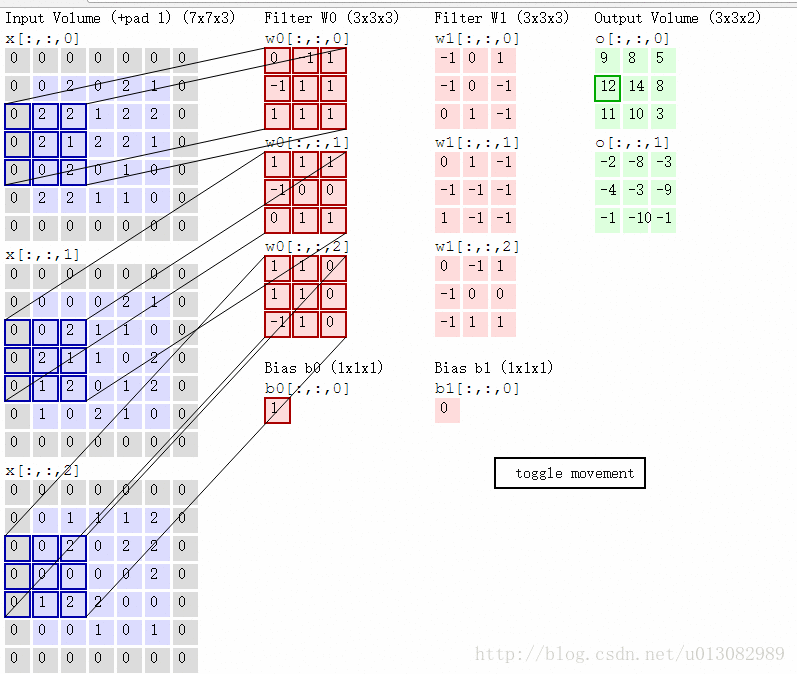 Input Volume (+pad 1) (7x7x3)
x[:,:,0]
0 0 0 0 0 0 0
0 0 2 0 2 1 0
0 2 2 1 2 2 0
0 2 1 2 2 1 0
0 0 2 0 1 0 0
0 2 2 1 1 0 0
0 0 0 0 0 0 0
x[:,:,1]
0 0 0 0 0 0 0
0 0 0 0 2 1 0
0 0 2 1 1 0 0
0 2 1 1 0 2 0
0 1 2 0 1 2 0
0 1 0 2 1 0 0
0 0 0 0 0 0 0
x[:,:,2]
0 0 0 0 0 0 0
0 0 1 1 1 2 0
0 0 2 0 2 2 0
0 0 0 0 0 2 0
0 1 2 2 0 0 0
0 0 0 1 0 1 0
0 0 0 0 0 0 0
Filter W0 (3x3x3)
w0[:,:,0]
0 -1 1
-1 1 1
1 1 1
w0[:,:,1]
1 1 1
-1 0 0
0 1 1
w0[:,:,2]
1 1 0
1 1 0
-1 1 0
Bias b0 (1x1x1)
b0[:,:,0]
1
Filter W1 (3x3x3)
w1[:,:,0]
-1 0 1
-1 0 -1
0 1 -1
w1[:,:,1]
0 1 -1
-1 -1 -1
1 -1 -1
w1[:,:,2]
0 -1 1
-1 0 0
-1 1 1
Bias b1 (1x1x1)
b1[:,:,0]
0
Output Volume (3x3x2)
o[:,:,0]
9 8 5
12 14 8
11 10 3
o[:,:,1]
-2 -8 -3
-4 -3 -9
-1 -10 -1
toggle movement
http://blog.csdn.net/u013082989